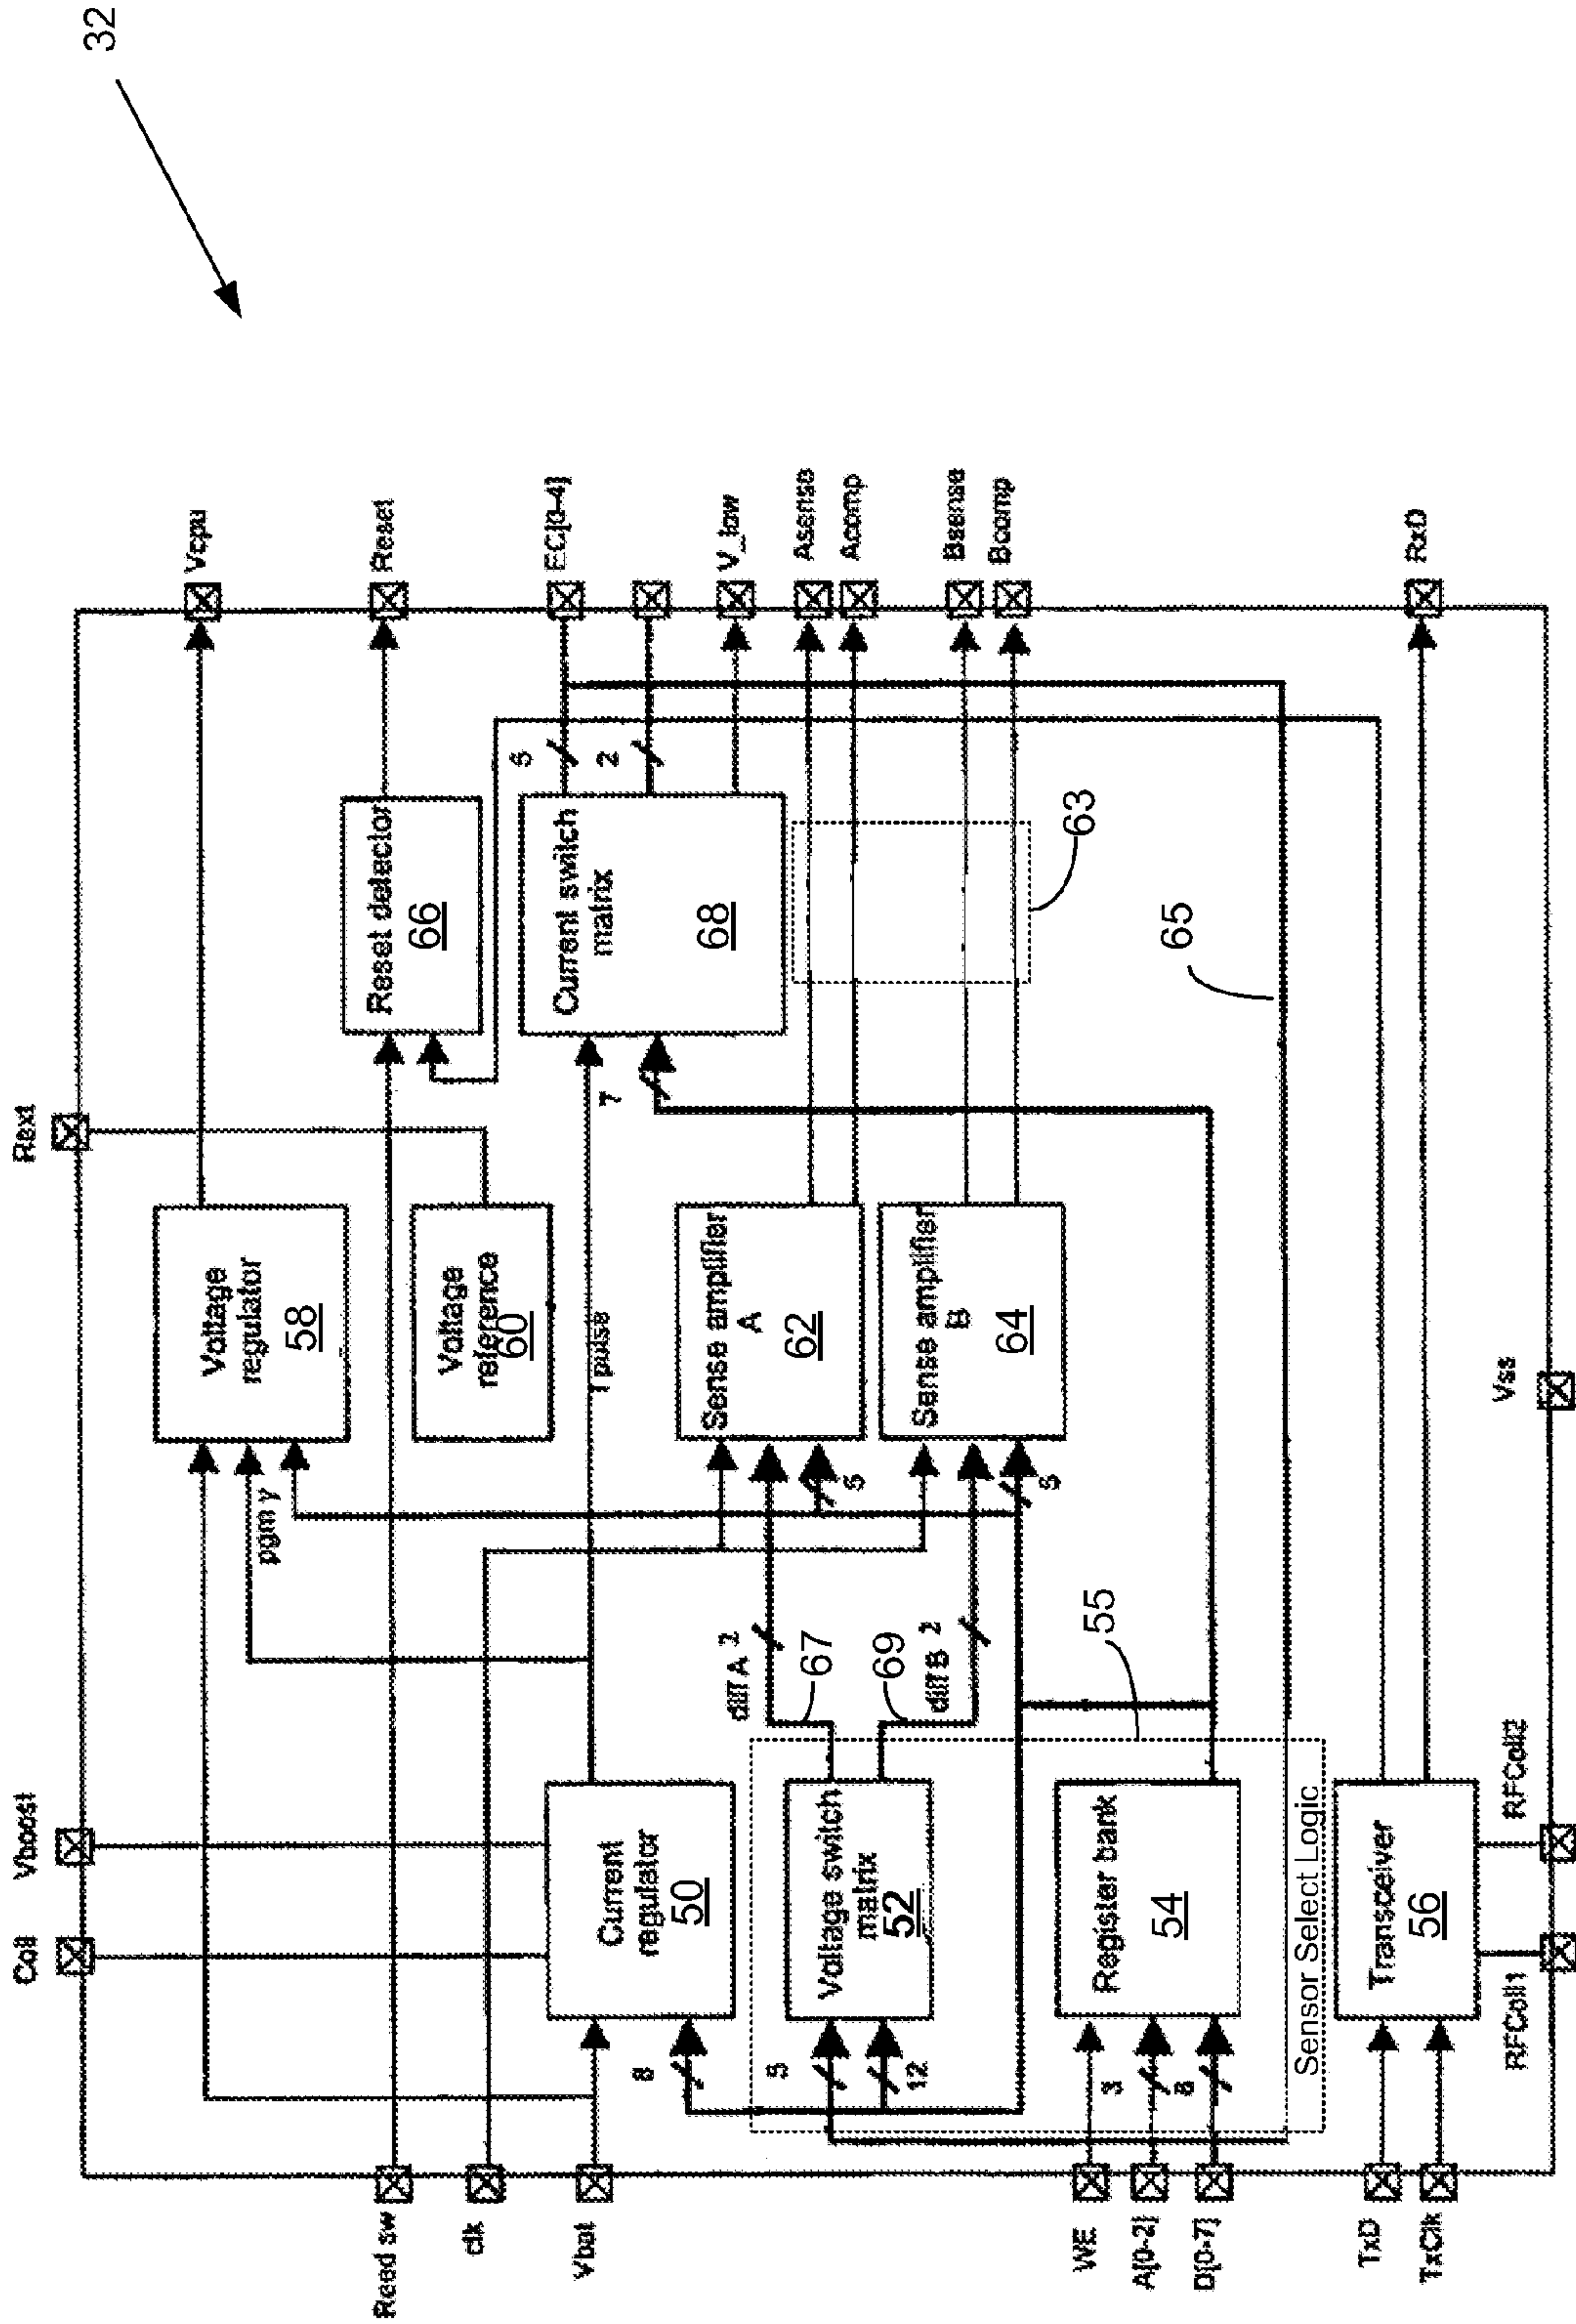 32
Coil
Vboost
Rext
Reed sw
clk
Vbat
WE
A[0-2]
D[0-7]
TxD
TxClk
Vcpu
Reset
EC[0-4]
V_low
Asense
Acomp
Bsense
Bcomp
RxD
RFCoil1
RFCoil2
Vss
Voltage
regulator
58
pgm
Voltage
reference
60
Reset detector
66
Current
regulator
50
8
I pulse
Current switch
matrix
68
7
5
2
Voltage switch
matrix
52
5
12
diff A
2
67
69
diff B
2
Sense amplifier
A
62
Sense amplifier
B
64
63
65
Register bank
54
3
8
55
Sensor Select Logic
Transceiver
56